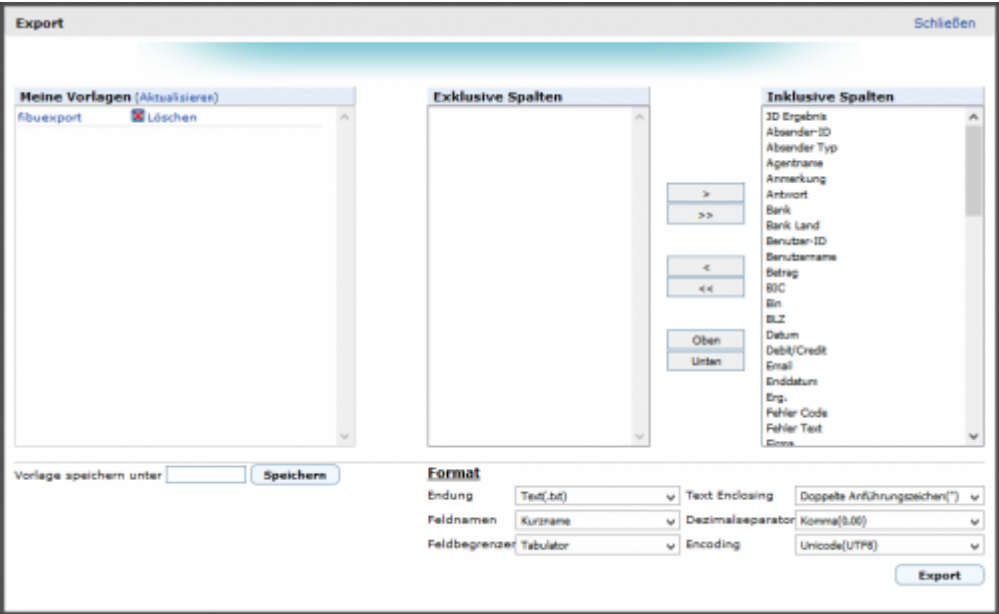 Export
Schließen
Meine Vorlagen (Aktualisieren)
fibuexport Löschen
Exklusive Spalten
>
>>
<
<<
Oben
Unten
Inklusive Spalten
3D Ergebnis
Absender-ID
Absender Typ
Agentname
Anmerkung
Antwort
Bank
Bank Land
Benutzer-ID
Benutzername
Betrag
BIC
Bin
BLZ
Datum
Debit/Credit
Email
Enddatum
Erg.
Fehler Code
Fehler Text
Firma
Vorlage speichern unter Speichern
Format
Endung Text(.txt) Text Enclosing Doppelte Anführungszeichen(")
Feldnamen Kurzname Dezimalseparator Komma(0,00)
Feldbegrenzer Tabulator Encoding Unicode(UTF8)
Export